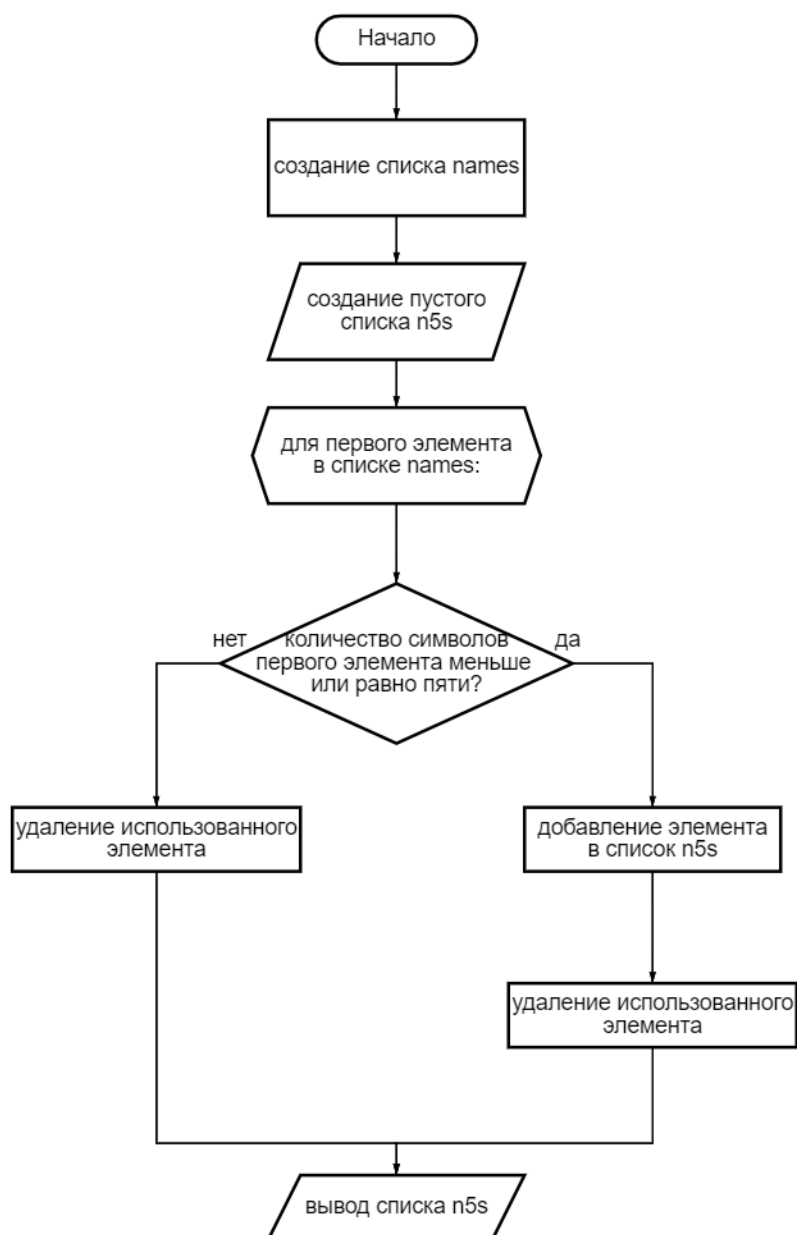 Начало
создание списка names
создание пустого
списка n5s
для первого элемента
в списке names:
нет
количество символов
первого элемента меньше
или равно пяти?
да
удаление использованного
элемента
добавление элемента
в список n5s
удаление использованного
элемента
вывод списка n5s